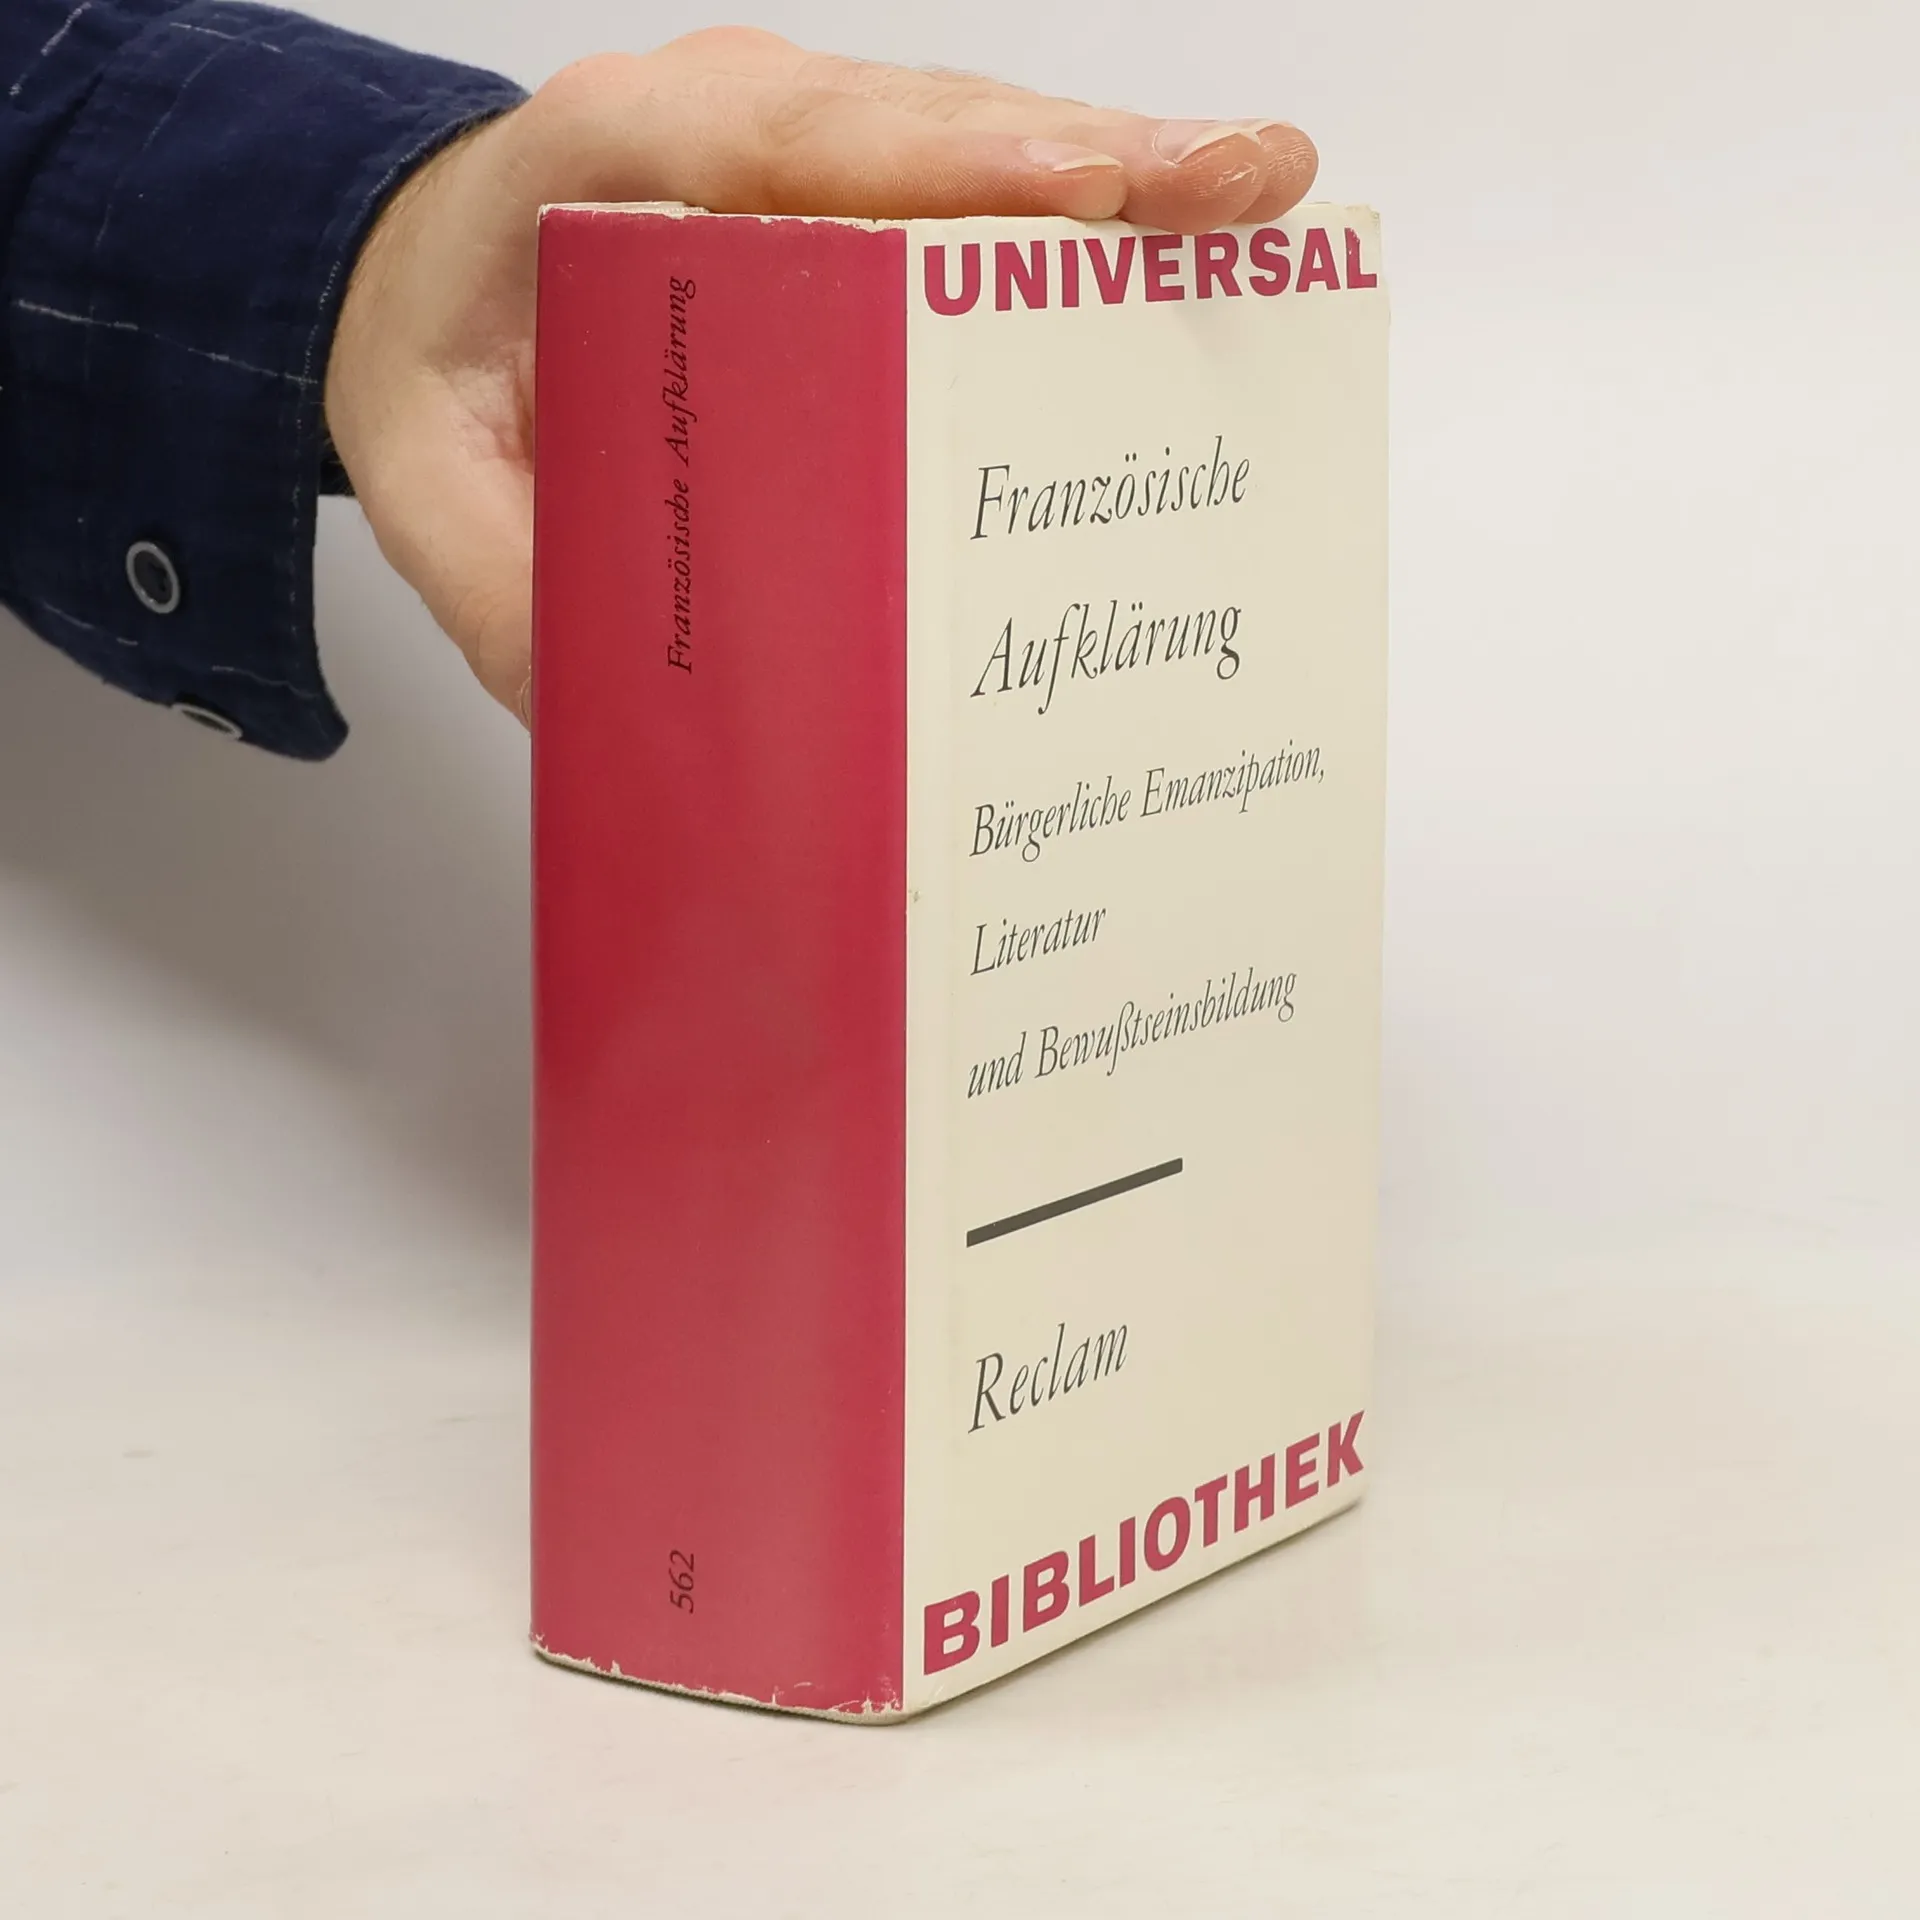 Französische Aufklärung
562
UNIVERSAL
Französische
Aufklärung
Bürgerliche Emanzipation,
Literatur
und Bewußtseinsbildung
Reclam
BIBLIOTHEK